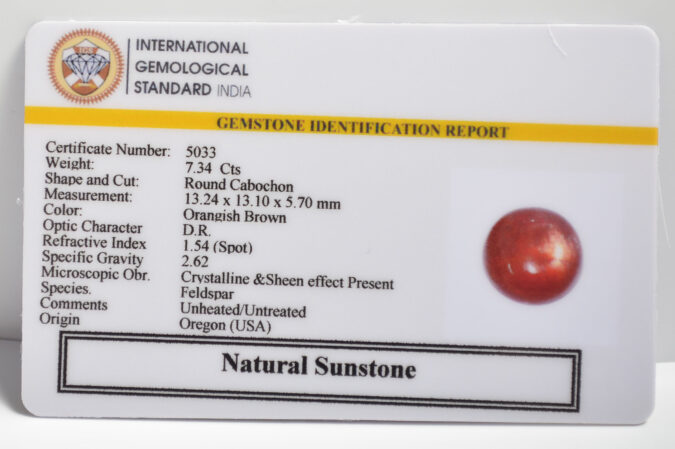 IGS
INTERNATIONAL
GEMOLOGICAL
STANDARD INDIA
GEMSTONE IDENTIFICATION REPORT
Certificate Number: 5033
Weight: 7.34 Cts
Shape and Cut: Round Cabochon
Measurement: 13.24 x 13.10 x 5.70 mm
Color: Orangish Brown
Optic Character D.R.
Refractive Index 1.54 (Spot)
Specific Gravity 2.62
Microscopic Obr. Crystalline &Sheen effect Present
Species. Feldspar
Comments Unheated/Untreated
Origin Oregon (USA)
Natural Sunstone